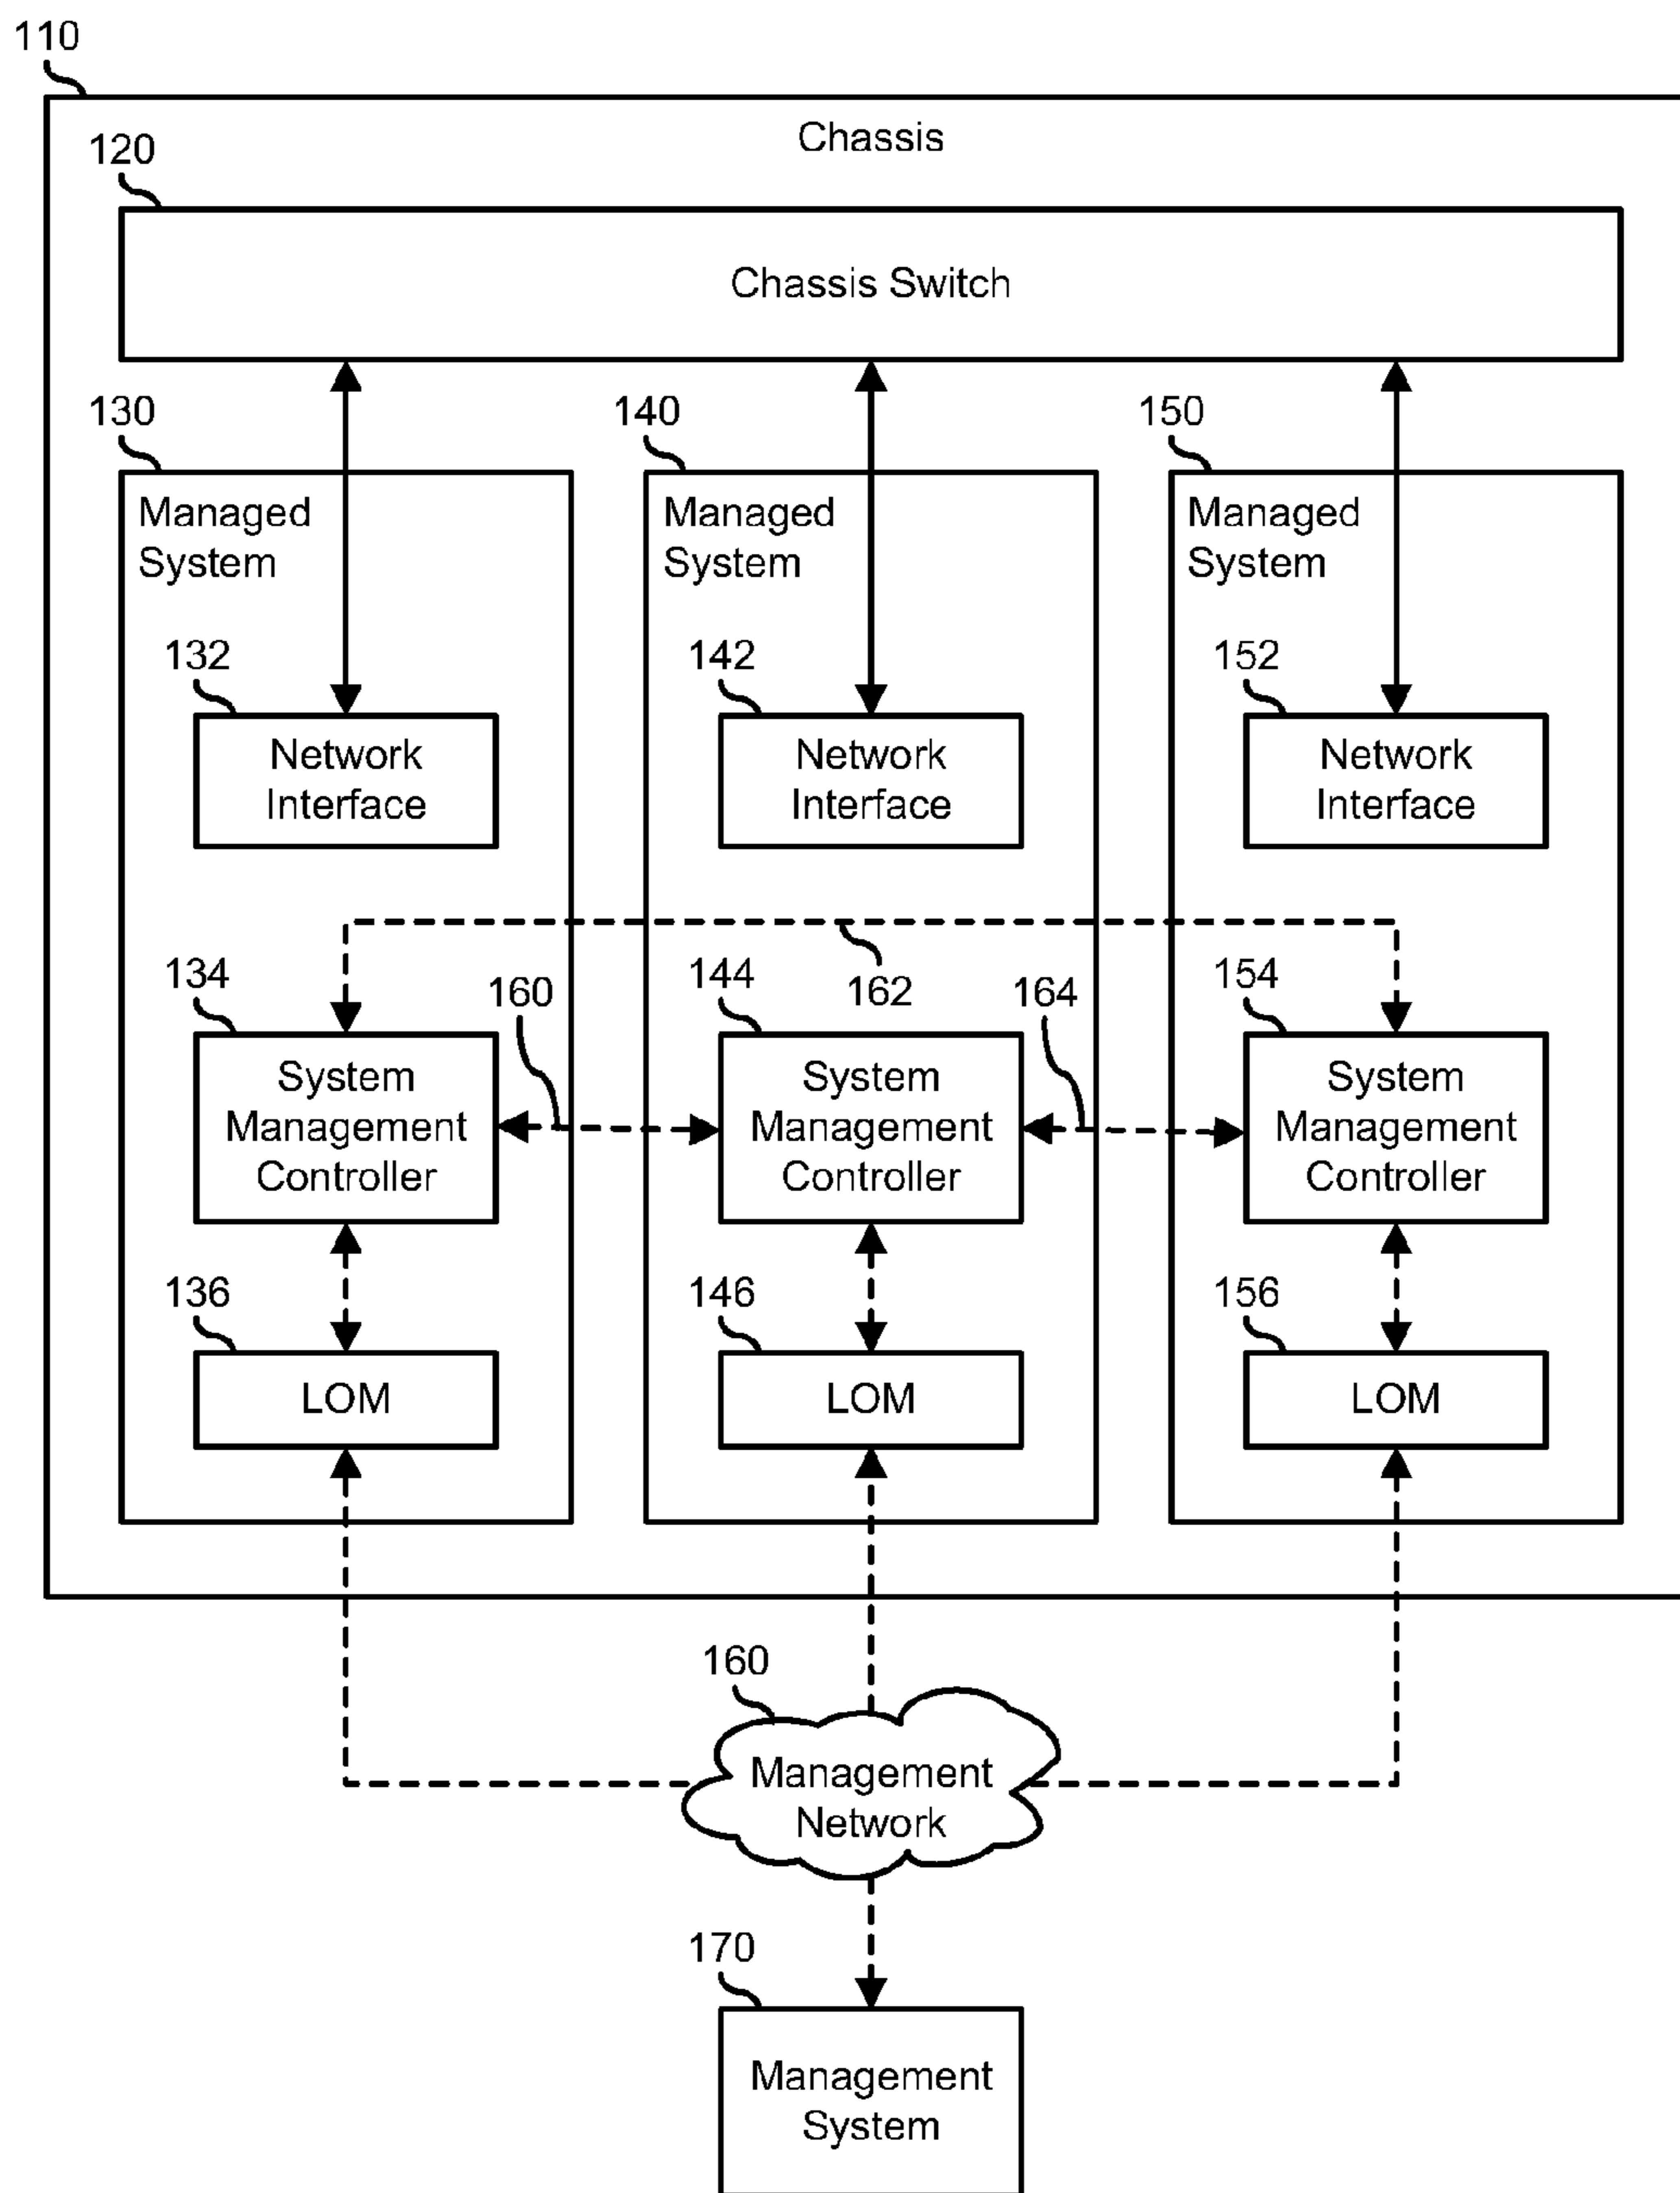 110
Chassis
120
Chassis Switch
130
140
150
Managed
System
Managed
System
Managed
System
132
142
152
Network
Interface
Network
Interface
Network
Interface
134
160
144
162
164
154
System
Management
Controller
System
Management
Controller
System
Management
Controller
136
146
156
LOM
LOM
LOM
160
Management
Network
170
Management
System